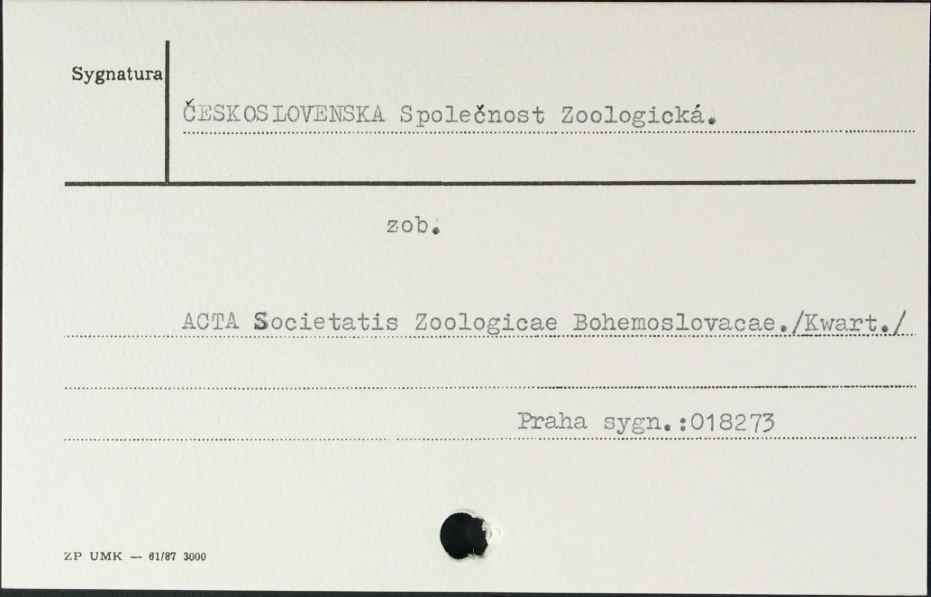 Sygnatura
ČESKOSLOVENSKA Společnost Zoologická.
zob.
ACTA Societatis Zoologicae Bohemoslovacae./Kwart./
Praha sygn.:018273
ZP UMK — 61/87 3000